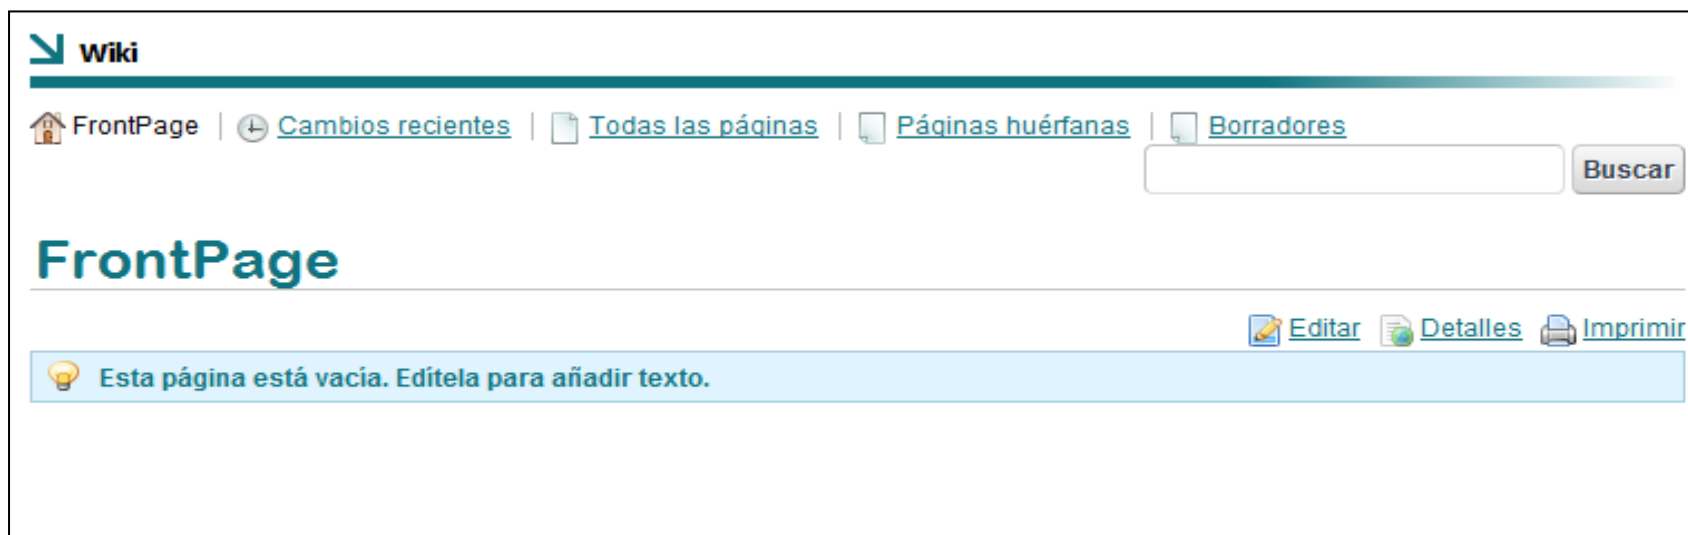 Wiki
FrontPage | Cambios recientes | Todas las páginas | Páginas huérfanas | Borradores
Buscar
FrontPage
Editar Detalles Imprimir
Esta página está vacía. Edítela para añadir texto.